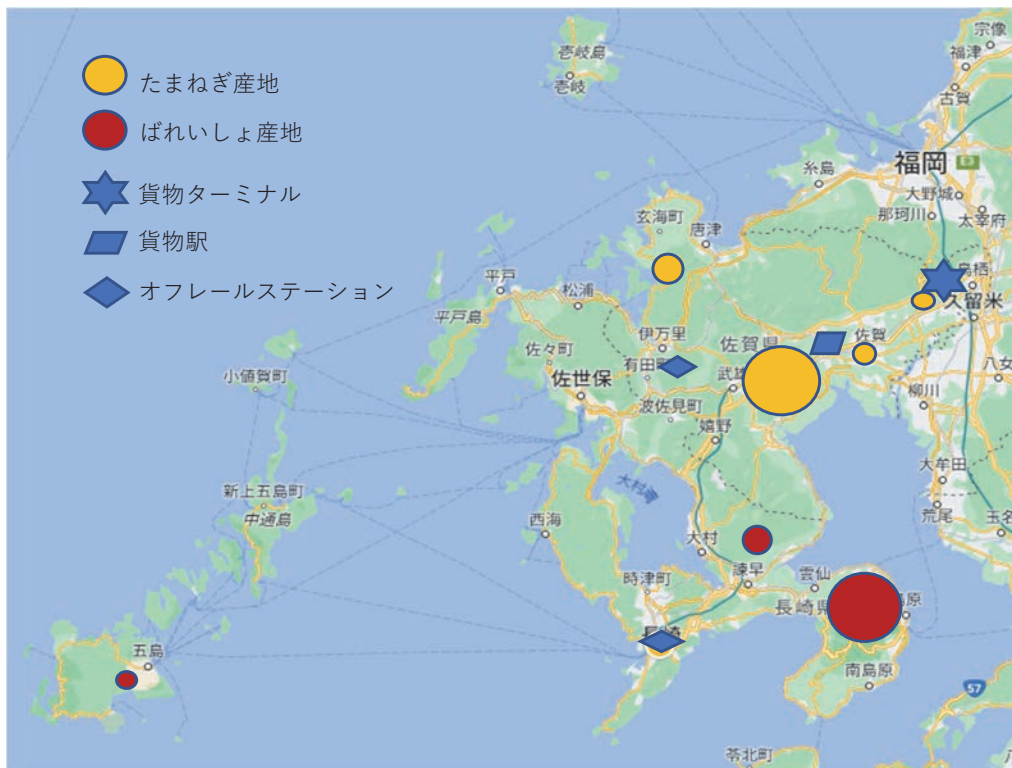 たまねぎ産地
ばれいしょ産地
貨物ターミナル
貨物駅
オフレールステーション
壱岐島
壱岐
宗像
福津
古賀
福岡
E3
糸島
大野城
那珂川
太宰府
玄海町
唐津
鳥栖
久留米
平戸
松浦
平戸島
伊万里
佐賀県
佐賀
佐々町
有田町
武雄
八女
小値賀町
佐世保
波佐見町
柳川
嬉野
大牟田
新上五島町
中通島
大村湾
荒尾
玉名
西海
大村
時津町
諫早
雲仙
長崎県
島原
長崎
五島
南島原
57
苓北町